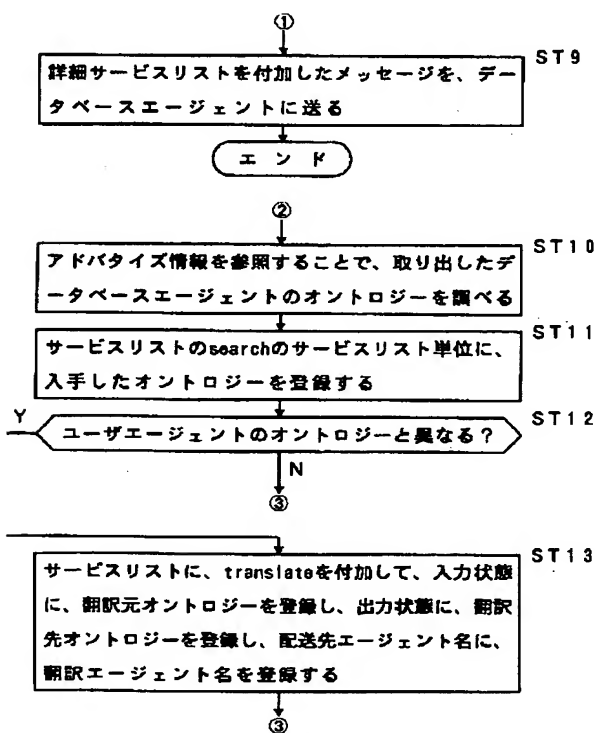 ①
ST9
詳細サービスリストを付加したメッセージを、デー
タベースエージェントに送る
エンド
②
ST10
アドバタイズ情報を参照することで、取り出したデ
ータベースエージェントのオントロジーを調べる
ST11
サービスリストのsearchのサービスリスト単位に、
入手したオントロジーを登録する
Y
ST12
ユーザエージェントのオントロジーと異なる？
N
③
ST13
サービスリストに、translateを付加して、入力状態
に、翻訳元オントロジーを登録し、出力状態に、翻訳
先オントロジーを登録し、配送先エージェント名に、
翻訳エージェント名を登録する
③